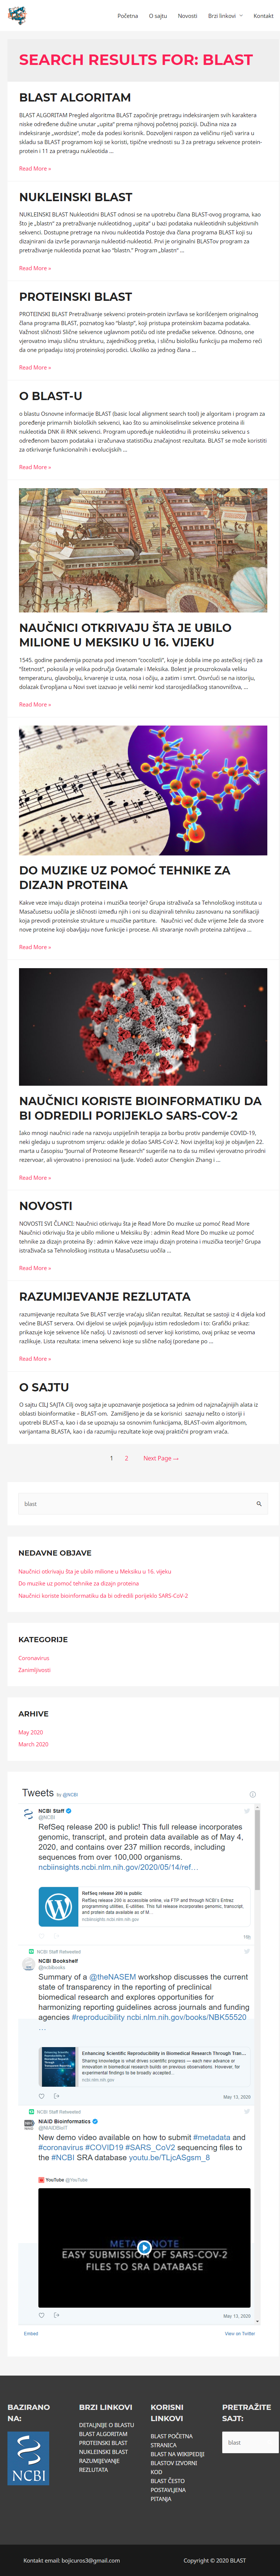 Početna O sajtu Novosti Brzi linkovi Kontakt
SEARCH RESULTS FOR: BLAST
BLAST ALGORITAM
BLAST ALGORITAM Pregled algoritma BLAST započinje pretragu indeksiranjem svih karaktera
niske određene dužine unutar „upita“ prema njihovoj početnoj poziciji. Dužina niza za
indeksiranje „wordsize“, može da podesi korisnik. Dozvoljeni raspon za veličinu riječi varira u
skladu sa BLAST programom koji se koristi, tipične vrednosti su 3 za pretragu sekvence protein-
protein i 11 za pretragu nukleotida …
Read More »
NUKLEINSKI BLAST
NUKLEINSKI BLAST Nukleotidni BLAST odnosi se na upotrebu člana BLAST-ovog programa, kao
što je „blastn“ za pretraživanje nukleotidnog „upita“ u bazi podataka nukleotidnih subjektivnih
sekvenci. Dostupne pretrage na nivou nukleotida Postoje dva člana programa BLAST koji su
dizajnirani da izvrše poravnanja nukleotid-nukleotid. Prvi je originalni BLASTov program za
pretraživanje nukleotida poznat kao “blastn.” Program „blastn“ …
Read More »
PROTEINSKI BLAST
PROTEINSKI BLAST Pretraživanje sekvenci protein-protein izvršava se korišćenjem originalnog
člana programa BLAST, poznatog kao “blastp”, koji pristupa proteinskim bazama podataka.
Važnost sličnosti Slične sekvence uglavnom potiču od iste predačke sekvence. Odnosno, one
vjerovatno imaju sličnu strukturu, zajedničkog pretka, i sličnu biološku funkciju, pa možemo reći
da one pripadaju istoj proteinskoj porodici. Ukoliko za jednog člana …
Read More »
O BLAST-U
o blastu Osnovne informacije BLAST (basic local alignment search tool) je algoritam i program za
poređenje primarnih bioloških sekvenci, kao što su aminokiselinske sekvence proteina ili
nukleotida DNK ili RNK sekvenci. Program upoređuje nukleotidnu ili proteinsku sekvencu s
određenom bazom podataka i izračunava statističku značajnost rezultata. BLAST se može koristiti
za otkrivanje funkcionalnih i evolucijskih …
Read More »
NAUČNICI OTKRIVAJU ŠTA JE UBILO
MILIONE U MEKSIKU U 16. VIJEKU
1545. godine pandemija poznata pod imenom “cocoliztli”, koje je dobila ime po astečkoj riječi za
“štetnost”, pokosila je velika područja Gvatamale i Meksika. Bolest je prouzrokovala veliku
temperaturu, glavobolju, kravarenje iz usta, nosa i očiju, a zatim i smrt. Osvrćući se na istoriju,
dolazak Evropljana u Novi svet izazvao je veliki nemir kod starosjedilačkog stanovništva, …
Read More »
DO MUZIKE UZ POMOĆ TEHNIKE ZA
DIZAJN PROTEINA
Kakve veze imaju dizajn proteina i muzička teorija? Grupa istraživača sa Tehnološkog instituta u
Masačusetsu uočila je sličnosti između njih i oni su dizajnirali tehniku zasnovanu na sonifikaciji
koja prevodi proteinske strukture u muzičke partiture. Naučnici već duže vrijeme žele da stvore
nove proteine koji obavljaju nove funkcije i procese. Ali stvaranje novih proteina zahtijeva …
Read More »
NAUČNICI KORISTE BIOINFORMATIKU DA
BI ODREDILI PORIJEKLO SARS-COV-2
Iako mnogi naučnici rade na razvoju uspješnih terapija za borbu protiv pandemije COVID-19,
neki gledaju u suprotnom smjeru: odakle je došao SARS-CoV-2. Novi izvještaj koji je objavljen 22.
marta u časopisu “Journal of Proteome Research” sugeriše na to da su miševi vjerovatno prirodni
rezervoari, ali vjerovatno i prenosioci na ljude. Vodeći autor Chengkin Zhang i …
Read More »
NOVOSTI
NOVOSTI SVI ČLANCI: Naučnici otkrivaju šta je Read More Do muzike uz pomoć Read More
Naučnici otkrivaju šta je ubilo milione u Meksiku By : admin Read More Do muzike uz pomoć
tehnike za dizajn proteina By : admin Kakve veze imaju dizajn proteina i muzička teorija? Grupa
istraživača sa Tehnološkog instituta u Masačusetsu uočila …
Read More »
RAZUMIJEVANJE REZLUTATA
razumijevanje rezultata Sve BLAST verzije vraćaju sličan rezultat. Rezultat se sastoji 4 dijela kod
većine BLAST servera. Ovi dijelovi su uvijek prisutni istim redoslijedom i to: Grafički prikaz:
prikazuje koje sekvence liče našoj. U zavisnosti od server koji koristimo, ovaj prikaz se veoma
razlikuje. Lista rezultata: imena sekvenci koje su slične našoj (poređane po …
Read More »
O SAJTU
O sajtu CILJ SAJTA Cilj ovog sajta je upoznavanje posjetioca sa jednim od najznačajnijih alata iz
oblasti bioinformatike – BLAST-om. Zamišljeno je da se korisnci saznaju nešto o istoriji i
upotrebi BLAST-a, kao i da se upoznaju sa osnovnim funkcijama, BLAST-ovim algoritmom,
varijantama BLASTA, kao i da razumiju rezultate koje ovaj praktični program vraća.
1 2 Next Page →
blast
NEDAVNE OBJAVE
Naučnici otkrivaju šta je ubilo milione u Meksiku u 16. vijeku
Do muzike uz pomoć tehnike za dizajn proteina
Naučnici koriste bioinformatiku da bi odredili porijeklo SARS-CoV-2
KATEGORIJE
Coronavirus
Zanimljivosti
ARHIVE
May 2020
March 2020
Tweets by @NCBI
NCBI Staff
@NCBI
RefSeq release 200 is public! This full release incorporates
genomic, transcript, and protein data available as of May 4,
2020, and contains over 235 million records, including
sequences from over 100,000 organisms.
ncbiinsights.ncbi.nlm.nih.gov/2020/05/14/ref…
RefSeq release 200 is public
RefSeq release 200 is accessible online, via FTP and through NCBI's Entrez
programming utilities. This full release incorporates genomic, transcript,
and protein data available as of M…
ncbiinsights.ncbi.nlm.nih.gov
19h
NCBI Staff Retweeted
NCBI Bookshelf
@ncbibooks
Summary of a @theNASEM workshop discusses the current
state of transparency in the reporting of preclinical
biomedical research and explores opportunities for
harmonizing reporting guidelines across journals and funding
agencies #reproducibility ncbi.nlm.nih.gov/books/NBK55520
…
Enhancing Scientific Reproducibility in Biomedical Research Through Tran…
Sharing knowledge is what drives scientific progress — each new advance or
innovation in biomedical research builds on previous observations. However, for
experimental findings to be broadly accepted as credible by the scientific
ncbi.nlm.nih.gov
May 13, 2020
NCBI Staff Retweeted
NIAID Bioinformatics
@NIAIDBioIT
New demo video available on how to submit #metadata and
#coronavirus #COVID19 #SARS_CoV2 sequencing files to
the #NCBI SRA database youtu.be/TLjcASgsm_8
YouTube @YouTube
EASY SUBMISSION OF SARS-COV-2
FILES TO SRA DATABASE
May 13, 2020
Embed View on Twitter
BAZIRANO
NA:
NCBI
BRZI LINKOVI
DETALJNIJE O BLASTU
BLAST ALGORITAM
PROTEINSKI BLAST
NUKLEINSKI BLAST
RAZUMIJEVANJE
REZLUTATA
KORISNI
LINKOVI
BLAST POČETNA
STRANICA
BLAST NA WIKIPEDIJI
BLASTOV IZVORNI
KOD
BLAST ČESTO
POSTAVLJENA
PITANJA
PRETRAŽITE
SAJT:
blast
Kontakt email: bojicuros3@gmail.com Copyright © 2020 BLAST